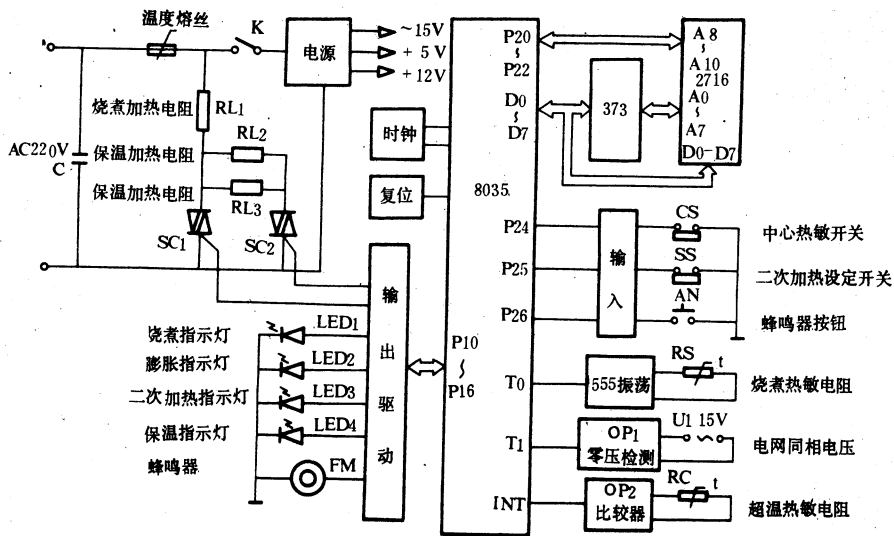 温度熔丝
K
电源
~15V
+5V
+12V
烧煮加热电阻
RL1
RL2
保温加热电阻
AC220V
C
保温加热电阻
RL3
SC1
SC2
时钟
复位
8035
P20
~
P22
D0
~
D7
373
A8
~
A10
2716
A0
~
A7
D0-D7
P24
P25
P26
输入
CS
中心热敏开关
SS
二次加热设定开关
AN
蜂鸣器按钮
输出驱动
P10
~
P16
烧煮指示灯
LED1
膨胀指示灯
LED2
二次加热指示灯
LED3
保温指示灯
LED4
蜂鸣器
FM
T0
555振荡
RS
t
烧煮热敏电阻
T1
OP1
零压检测
U1 15V
~
电网同相电压
INT
OP2
比较器
RC
t
超温热敏电阻